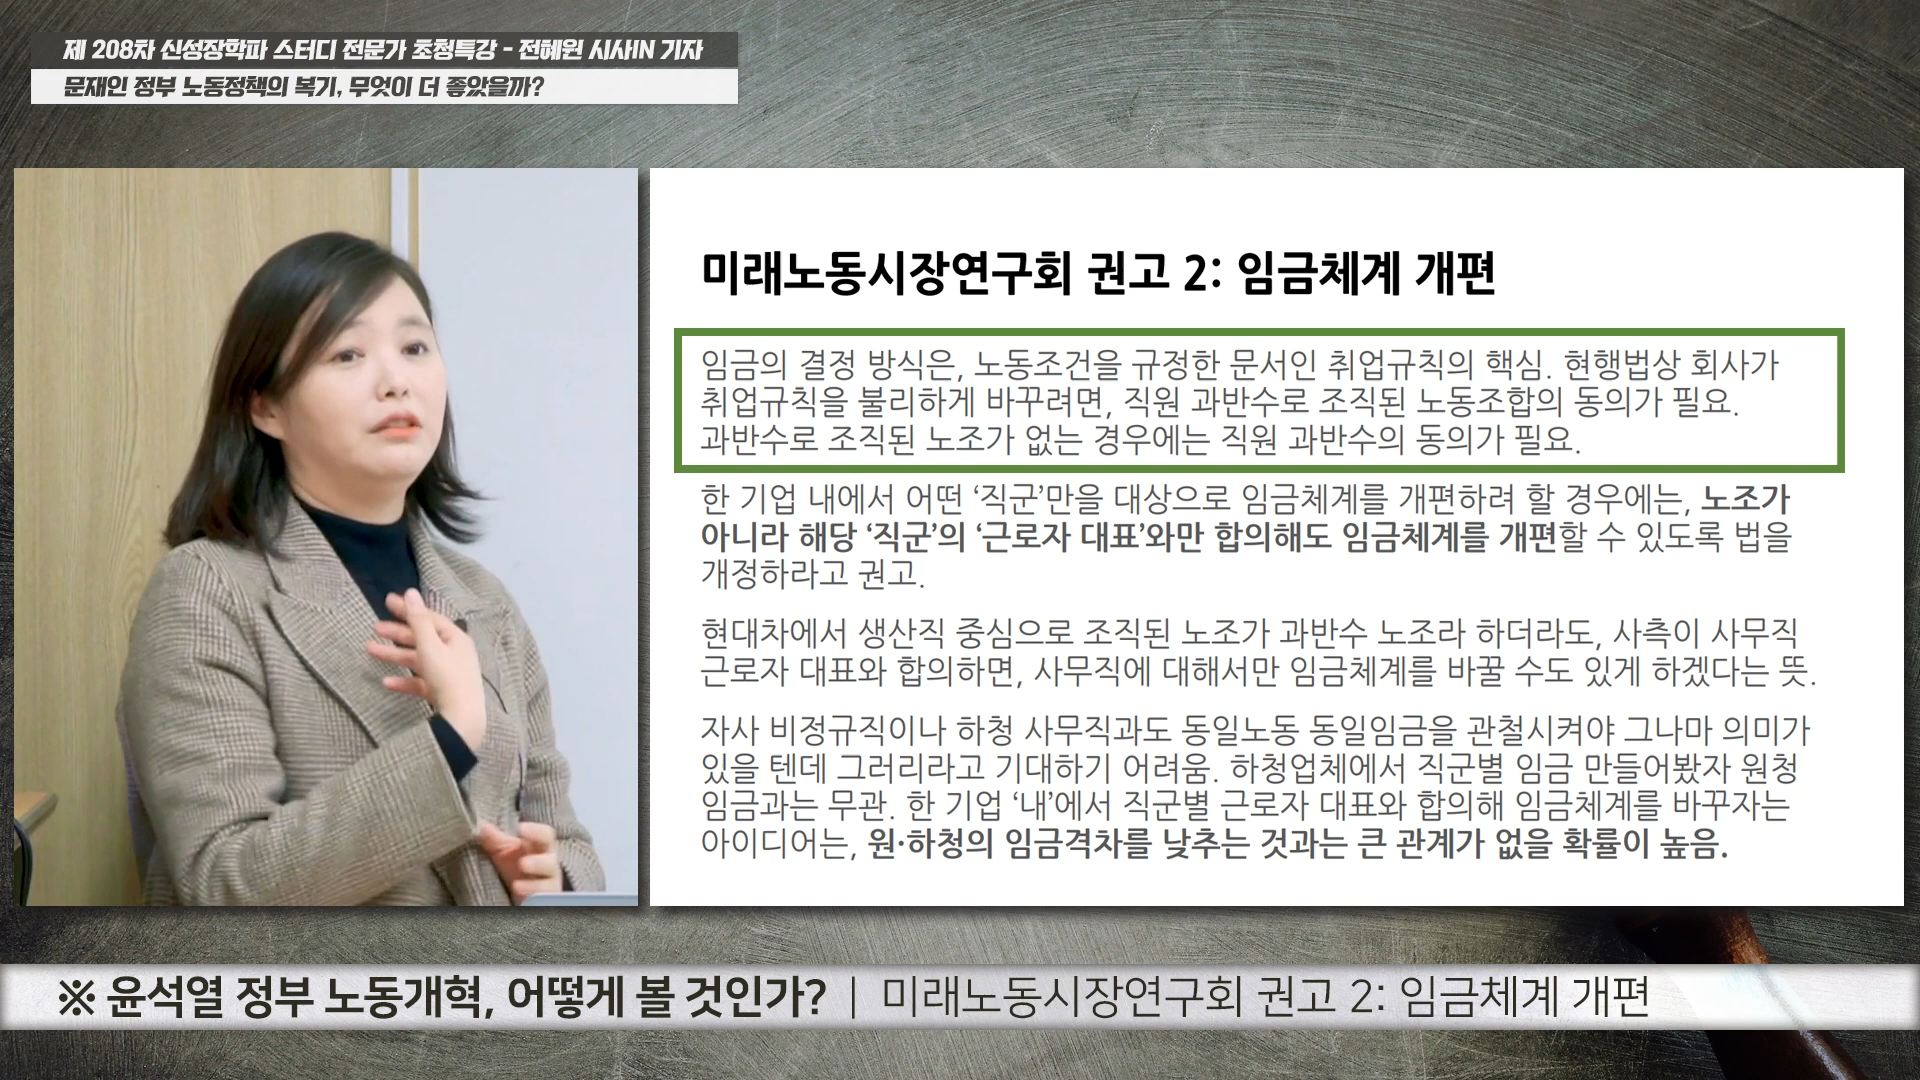 제 208차 신성장학파 스터디 전문가 초청특강 - 전혜원 시사IN 기자
문재인 정부 노동정책의 복기, 무엇이 더 좋았을까?
미래노동시장연구회 권고 2: 임금체계 개편
임금의 결정 방식은, 노동조건을 규정한 문서인 취업규칙의 핵심. 현행법상 회사가
취업규칙을 불리하게 바꾸려면, 직원 과반수로 조직된 노동조합의 동의가 필요.
과반수로 조직된 노조가 없는 경우에는 직원 과반수의 동의가 필요.
한 기업 내에서 어떤 ‘직군’만을 대상으로 임금체계를 개편하려 할 경우에는, 노조가
아니라 해당 ‘직군’의 ‘근로자 대표’와만 합의해도 임금체계를 개편할 수 있도록 법을
개정하라고 권고.
현대차에서 생산직 중심으로 조직된 노조가 과반수 노조라 하더라도, 사측이 사무직
근로자 대표와 합의하면, 사무직에 대해서만 임금체계를 바꿀 수도 있게 하겠다는 뜻.
자사 비정규직이나 하청 사무직과도 동일노동 동일임금을 관철시켜야 그나마 의미가
있을 텐데 그러리라고 기대하기 어려움. 하청업체에서 직군별 임금 만들어봤자 원청
임금과는 무관. 한 기업 ‘내’에서 직군별 근로자 대표와 합의해 임금체계를 바꾸자는
아이디어는, 원·하청의 임금격차를 낮추는 것과는 큰 관계가 없을 확률이 높음.
※ 윤석열 정부 노동개혁, 어떻게 볼 것인가? | 미래노동시장연구회 권고 2: 임금체계 개편